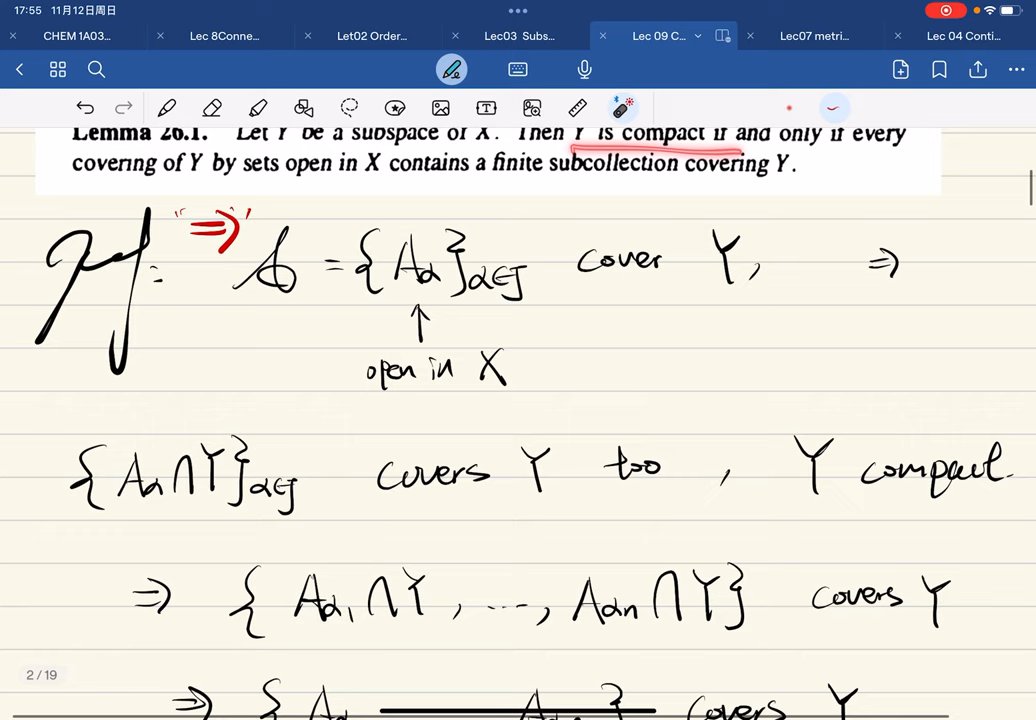 17:55 11月12日周日
CHEM 1A03... Lec 8Conne... Let02 Order... Lec03 Subs... Lec 09 C... Lec07 metri... Lec 04 Conti...
Lemma 26.1. Let Y be a subspace of X. Then Y is compact if and only if every
covering of Y by sets open in X contains a finite subcollection covering Y.
"⇒" A = {Aα}α∈J cover Y, ⇒
↑
open in X
{Aα∩Y}α∈J covers Y too, Y compact.
⇒ {Aα1∩Y, ..., Aαn∩Y} covers Y
2 / 19
⇒ { Aα covers Y